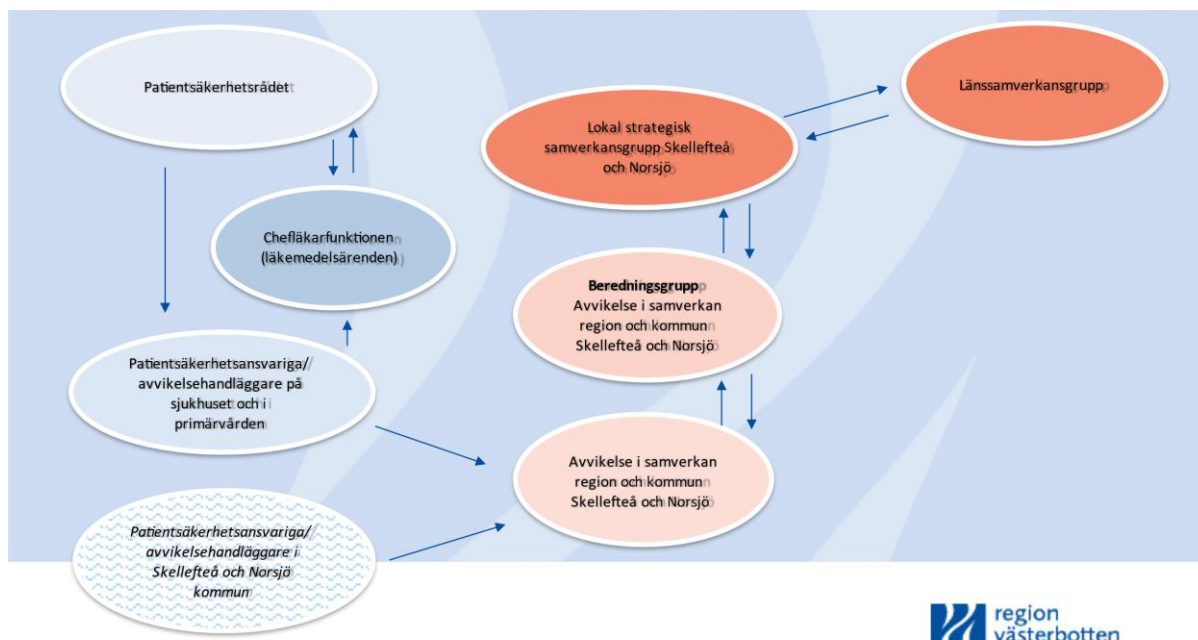 Patientsäkerhetsrådet
Länssamverkansgrupp
Lokal strategisk
samverkansgrupp Skellefteå
och Norsjö
Chefläkarfunktionen
(läkemedelsärenden)
Beredningsgrupp
Avvikelse i samverkan
region och kommun
Skellefteå och Norsjö
Patientsäkerhetsansvariga/
avvikelsehandläggare på
sjukhuset och i
primärvården
Avvikelse i samverkan
region och kommun
Skellefteå och Norsjö
Patientsäkerhetsansvariga/
avvikelsehandläggare i
Skellefteå och Norsjö
kommun
region
västerbotten